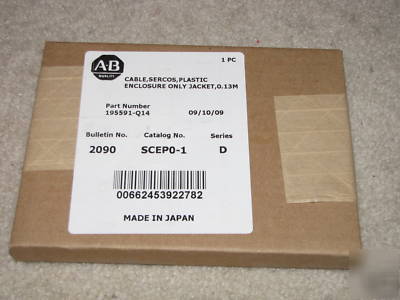 A-B
QUALITY
1 PC
CABLE,SERCOS,PLASTIC
ENCLOSURE ONLY JACKET,0.13M
Part Number
195591-Q14
09/10/09
Bulletin No. Catalog No. Series
2090 SCEP0-1 D
00662453922782
MADE IN JAPAN